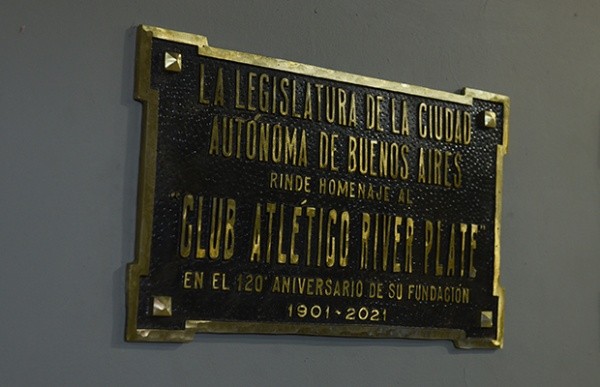 LA LEGISLATURA DE LA CIUDAD
AUTÓNOMA DE BUENOS AIRES
RINDE HOMENAJE AL
"CLUB ATLÉTICO RIVER PLATE"
EN EL 120° ANIVERSARIO DE SU FUNDACIÓN
1901-2021